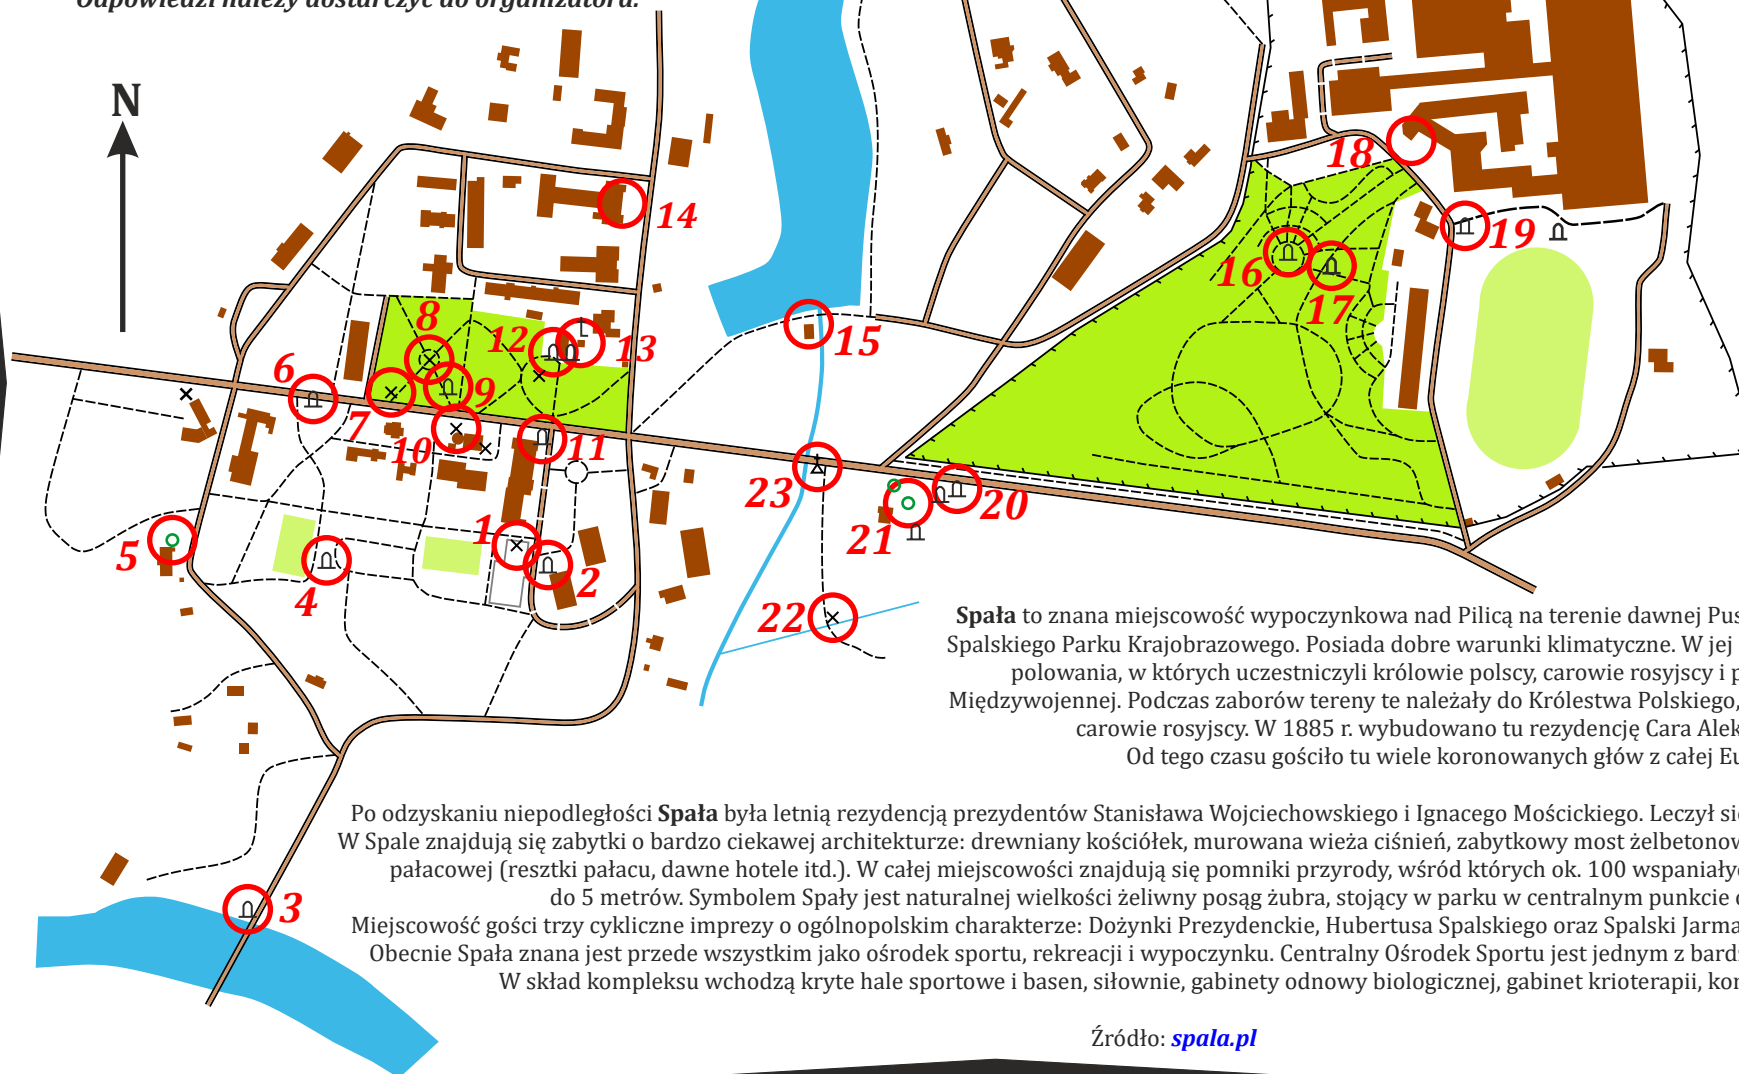 Odpowiedzi należy dostarczyć do organizatora.
N
18
14
19
16
17
8
12
13
15
6
9
7
10
11
23
20
1
21
5
2
4
22
3
Spała to znana miejscowość wypoczynkowa nad Pilicą na terenie dawnej
Spalskiego Parku Krajobrazowego. Posiada dobre warunki klimatyczne. W jej
polowania, w których uczestniczyli królowie polscy, carowie rosyjscy i
Międzywojennej. Podczas zaborów tereny te należały do Królestwa Polskiego,
carowie rosyjscy. W 1885 r. wybudowano tu rezydencję Cara
Od tego czasu gościło tu wiele koronowanych głów z całej
Po odzyskaniu niepodległości Spała była letnią rezydencją prezydentów Stanisława Wojciechowskiego i Ignacego Mościckiego. Leczył
W Spale znajdują się zabytki o bardzo ciekawej architekturze: drewniany kościółek, murowana wieża ciśnień, zabytkowy most
pałacowej (resztki pałacu, dawne hotele itd.). W całej miejscowości znajdują się pomniki przyrody, wśród których ok. 100
do 5 metrów. Symbolem Spały jest naturalnej wielkości żeliwny posąg żubra, stojący w parku w centralnym punkcie
Miejscowość gości trzy cykliczne imprezy o ogólnopolskim charakterze: Dożynki Prezydenckie, Hubertusa Spalskiego oraz Spalski
Obecnie Spała znana jest przede wszystkim jako ośrodek sportu, rekreacji i wypoczynku. Centralny Ośrodek Sportu jest jednym z
W skład kompleksu wchodzą kryte hale sportowe i basen, siłownie, gabinety odnowy biologicznej, gabinet krioterapii,
Źródło: spala.pl